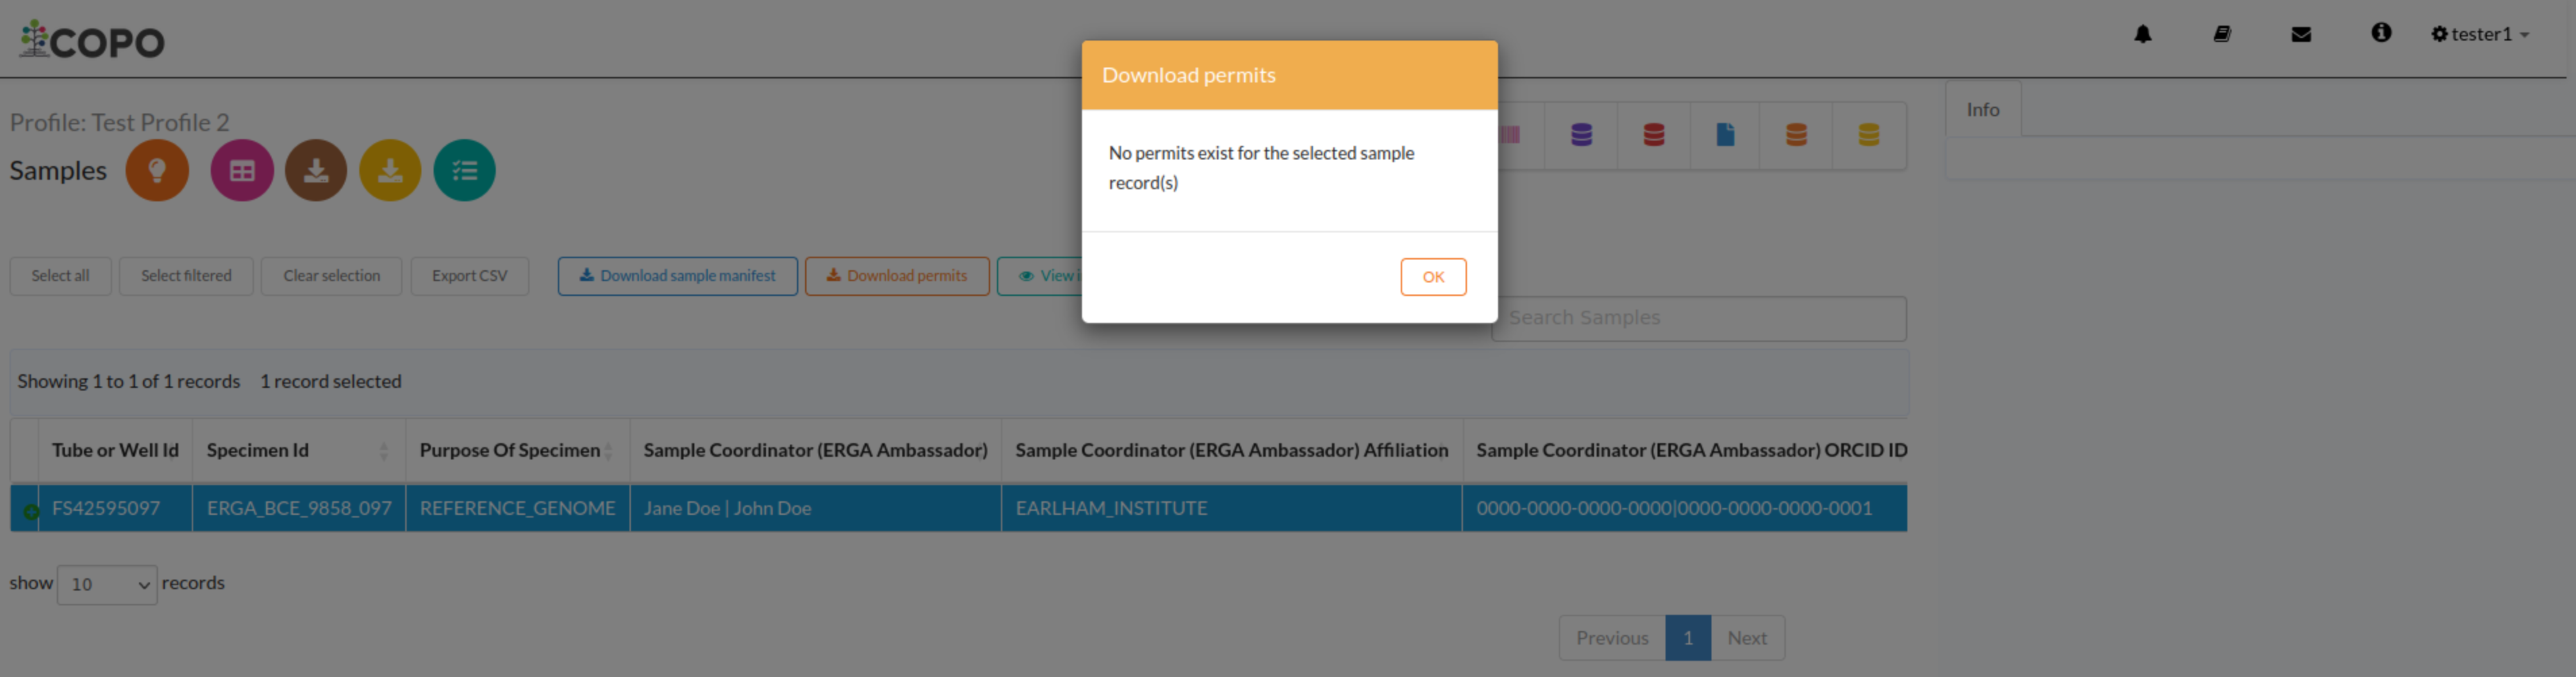 COPO
tester1
Download permits
No permits exist for the selected sample
record(s)
OK
Info
Profile: Test Profile 2
Samples
Select all
Select filtered
Clear selection
Export CSV
Download sample manifest
Download permits
View i
Search Samples
Showing 1 to 1 of 1 records 1 record selected
Tube or Well Id Specimen Id Purpose Of Specimen Sample Coordinator (ERGA Ambassador) Sample Coordinator (ERGA Ambassador) Affiliation Sample Coordinator (ERGA Ambassador) ORCID ID
FS42595097 ERGA_BCE_9858_097 REFERENCE_GENOME Jane Doe | John Doe EARLHAM_INSTITUTE 0000-0000-0000-0000|0000-0000-0000-0001
show 10 records
Previous 1 Next